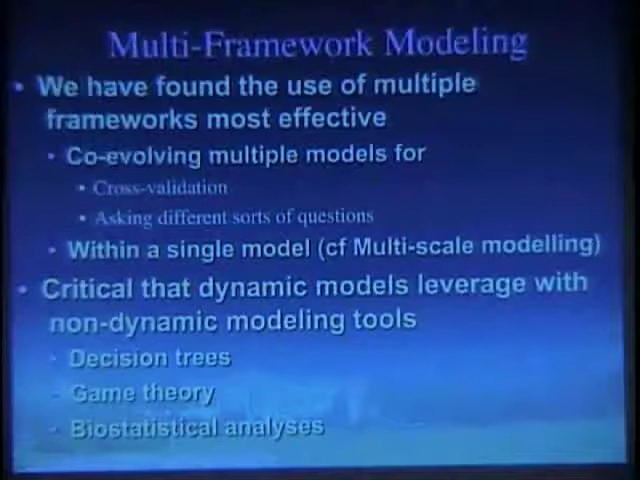 Multi-Framework Modeling
• We have found the use of multiple
frameworks most effective
• Co-evolving multiple models for
• Cross-validation
• Asking different sorts of questions
• Within a single model (cf Multi-scale modelling)
• Critical that dynamic models leverage with
non-dynamic modeling tools
• Decision trees
• Game theory
• Biostatistical analyses